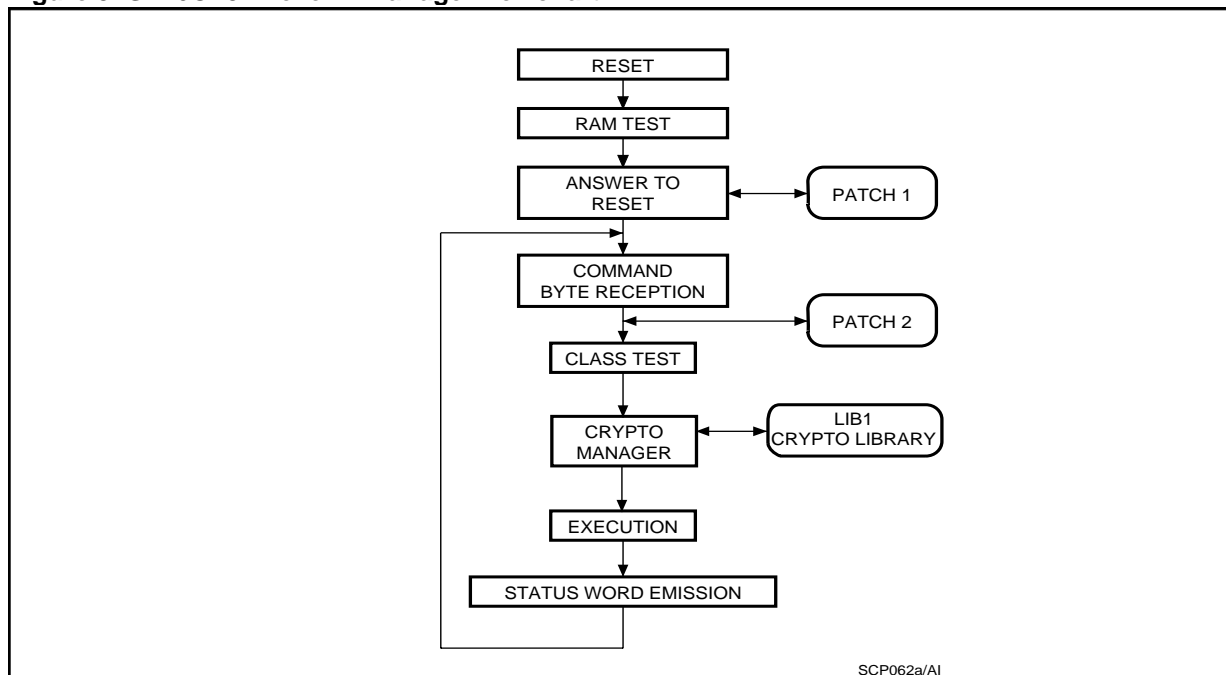 RESET
RAM TEST
ANSWER TO
RESET
PATCH 1
COMMAND
BYTE RECEPTION
PATCH 2
CLASS TEST
CRYPTO
MANAGER
LIB1
CRYPTO LIBRARY
EXECUTION
STATUS WORD EMISSION
SCP062a/AI